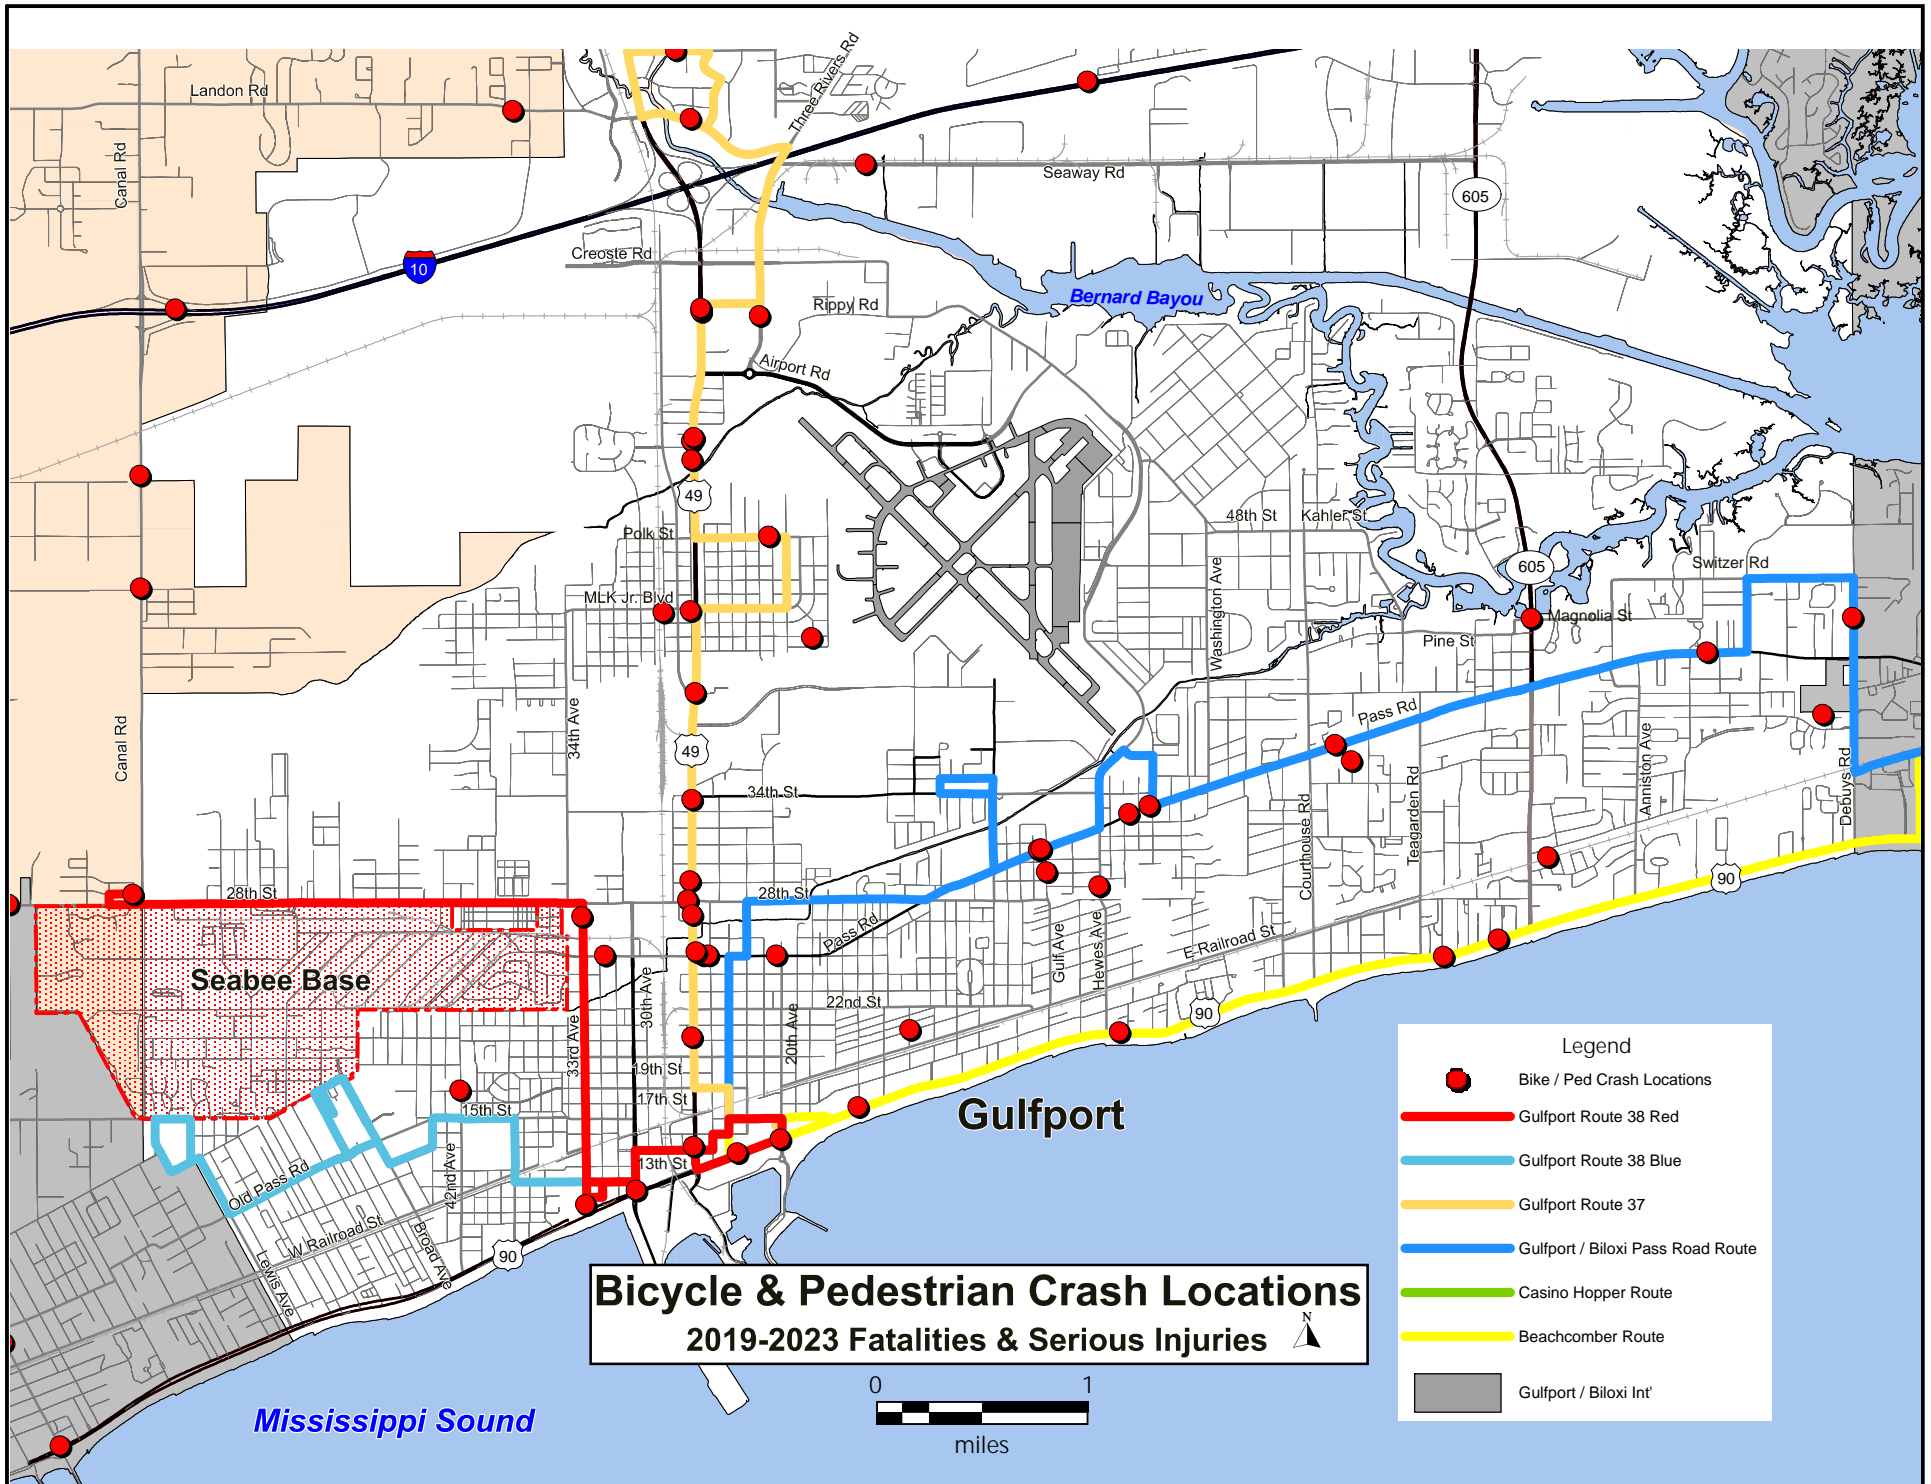 Landon Rd
Three Rivers Rd
Canal Rd
Seaway Rd
605
Creoste Rd
10
Bernard Bayou
Rippy Rd
Airport Rd
49
48th St
Kahler St
Polk St
605
Switzer Rd
MLK Jr. Blvd
Washington Ave
Magnolia St
Pine St
Canal Rd
34th Ave
49
Pass Rd
Anniston Ave
Debuys Rd
34th St
Courthouse Rd
Teagarden Rd
90
28th St
28th St
Pass Rd
Gulf Ave
Hewes Ave
E Railroad St
Seabee Base
30th Ave
22nd St
90
33rd Ave
20th Ave
19th St
17th St
15th St
Gulfport
13th St
Old Pass Rd
42nd Ave
W Railroad St
Broad Ave
Lewis Ave
90
Legend
Bike / Ped Crash Locations
Gulfport Route 38 Red
Gulfport Route 38 Blue
Gulfport Route 37
Gulfport / Biloxi Pass Road Route
Casino Hopper Route
Beachcomber Route
Gulfport / Biloxi Int'
Bicycle & Pedestrian Crash Locations
2019-2023 Fatalities & Serious Injuries
N
0 1
miles
Mississippi Sound